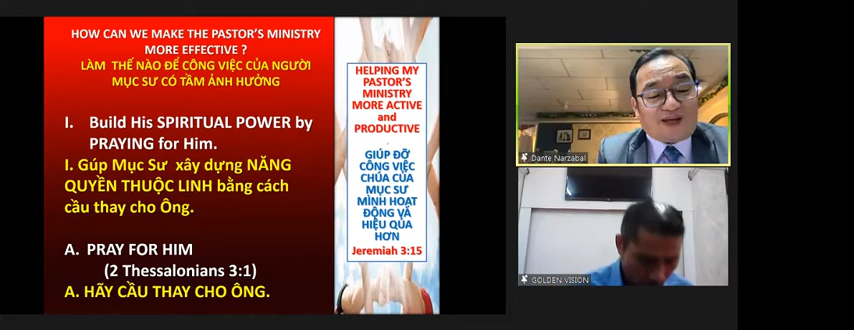 HOW CAN WE MAKE THE PASTOR'S MINISTRY
MORE EFFECTIVE ?
LÀM THẾ NÀO ĐỂ CÔNG VIỆC CỦA NGƯỜI
MỤC SƯ CÓ TẦM ẢNH HƯỞNG
I. Build His SPIRITUAL POWER by
PRAYING for Him.
I. Gúp Mục Sư xây dựng NĂNG
QUYỀN THUỘC LINH bằng cách
cầu thay cho Ông.
A. PRAY FOR HIM
(2 Thessalonians 3:1)
A. HÃY CẦU THAY CHO ÔNG.
HELPING MY
PASTOR'S
MINISTRY
MORE ACTIVE
and
PRODUCTIVE
GIÚP ĐỠ
CÔNG VIỆC
CHÚA CỦA
MỤC SƯ
MÌNH HOẠT
ĐỘNG VÀ
HIỆU QUẢ
HƠN
Jeremiah 3:15
Dante Narzabal
GOLDEN VISION